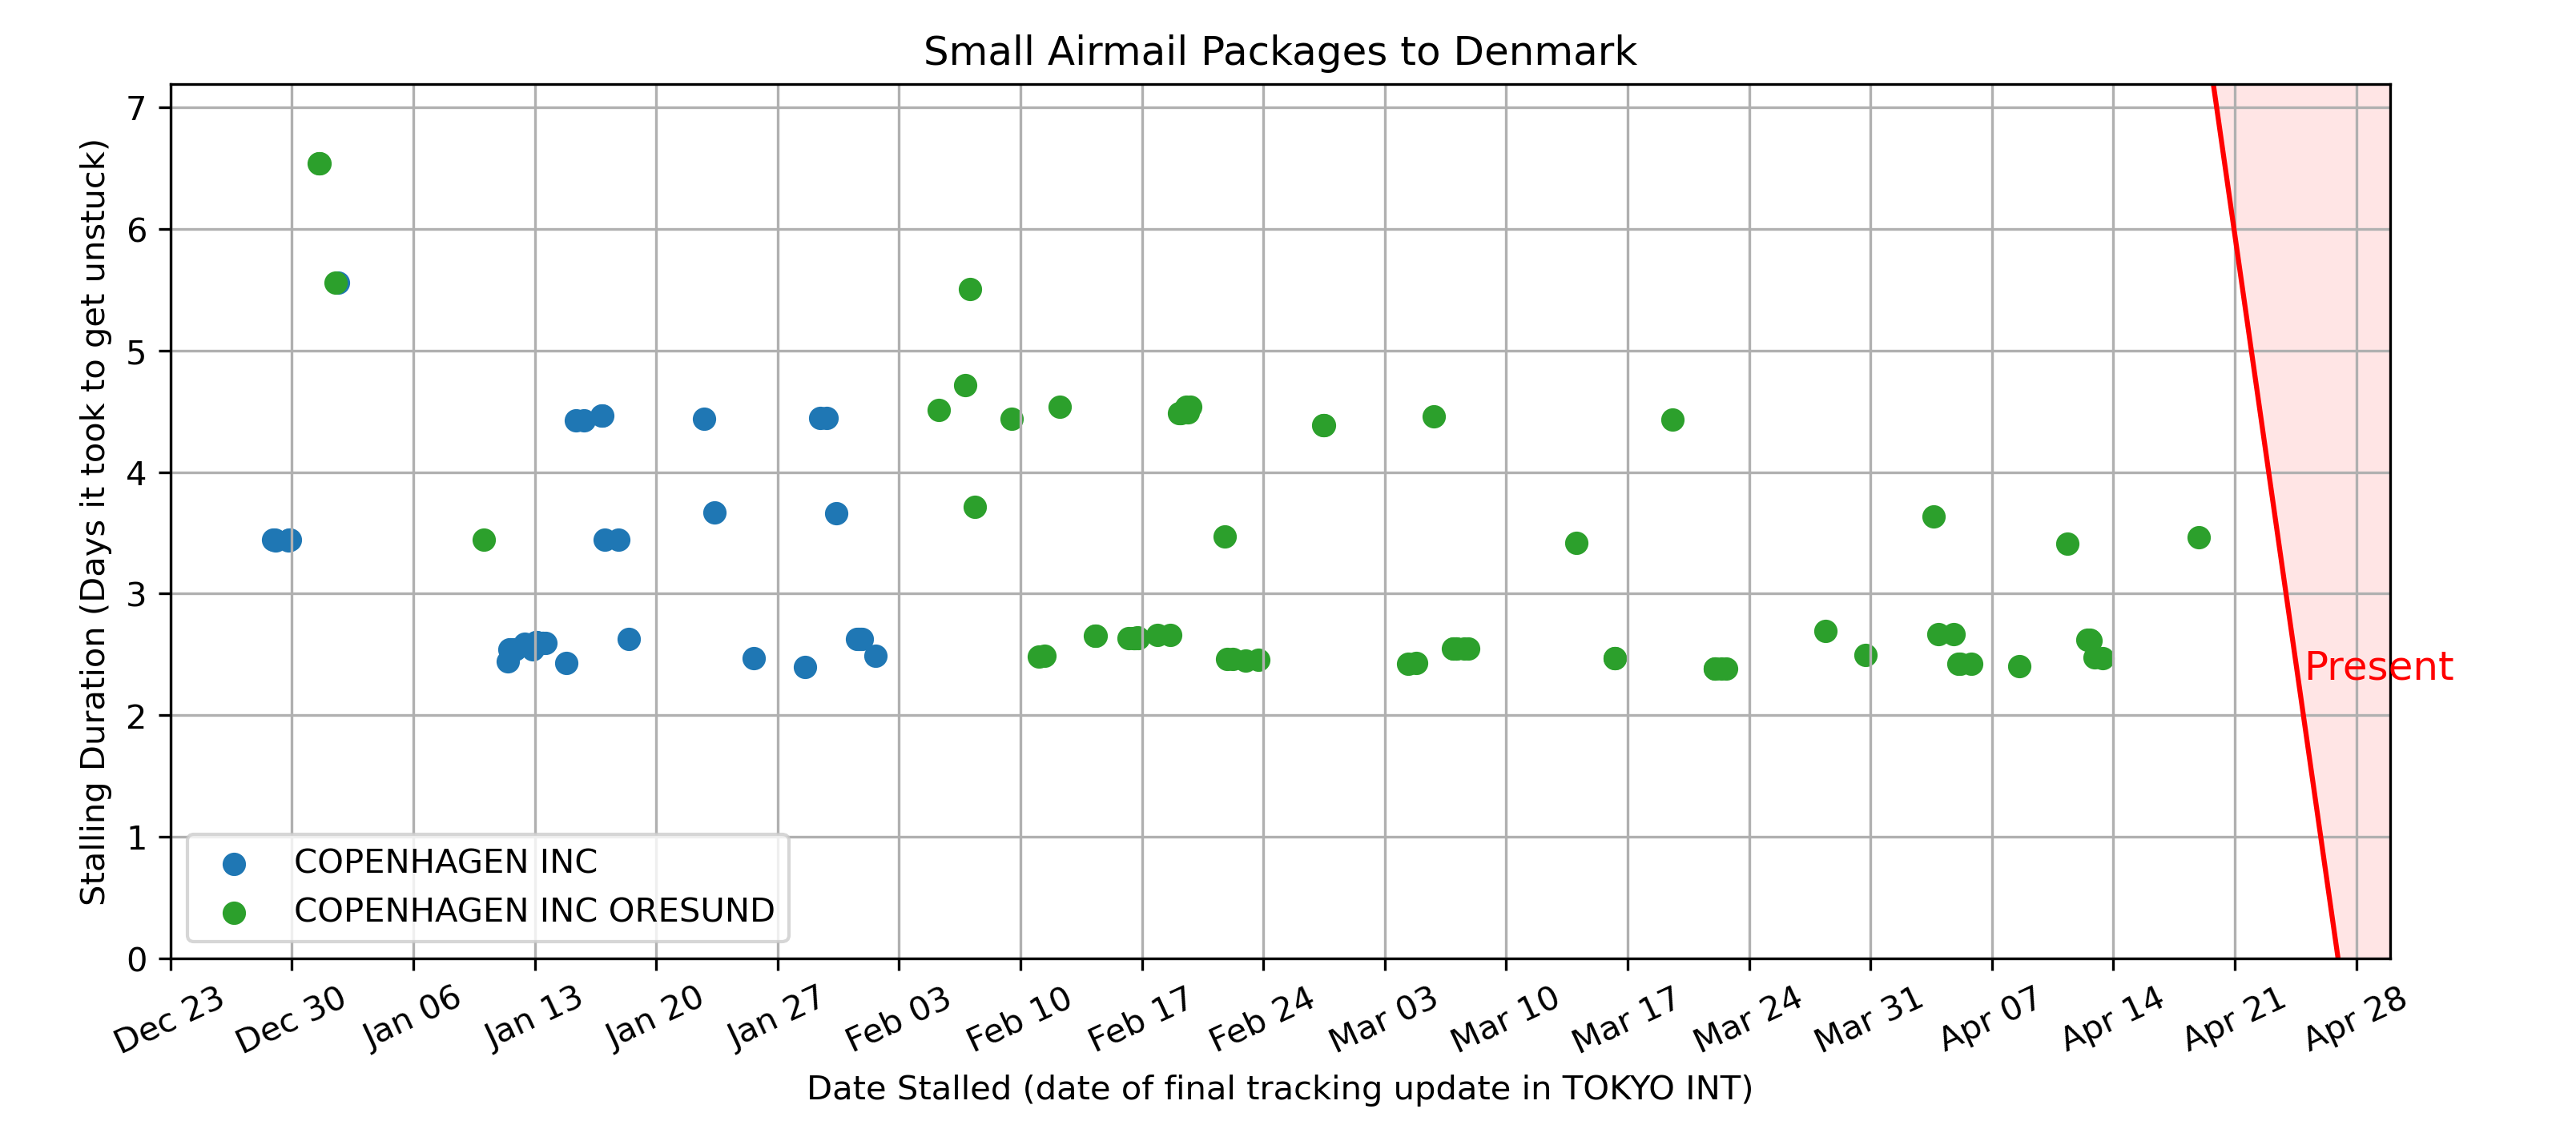 Small Airmail Packages to Denmark
Stalling Duration (Days it took to get unstuck)
7
6
5
4
3
2
1
0
Present
COPENHAGEN INC
COPENHAGEN INC ORESUND
Dec 23
Dec 30
Jan 06
Jan 13
Jan 20
Jan 27
Feb 03
Feb 10
Feb 17
Feb 24
Mar 03
Mar 10
Mar 17
Mar 24
Mar 31
Apr 07
Apr 14
Apr 21
Apr 28
Date Stalled (date of final tracking update in TOKYO INT)